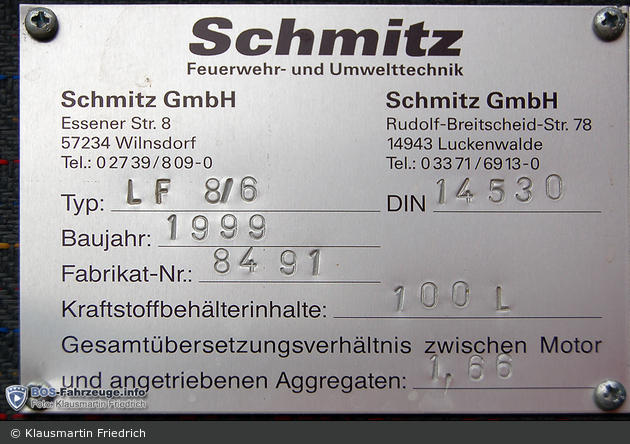 Schmitz
Feuerwehr- und Umwelttechnik
Schmitz GmbH
Essener Str. 8
57234 Wilnsdorf
Tel.: 02739/809-0
Schmitz GmbH
Rudolf-Breitscheid-Str. 78
14943 Luckenwalde
Tel.: 03371/6913-0
Typ: LF 8/6 DIN 14530
Baujahr: 1999
Fabrikat-Nr.: 8491
Kraftstoffbehälterinhalte: 100 L
Gesamtübersetzungsverhältnis zwischen Motor
und angetriebenen Aggregaten: 1,66
BOS-Fahrzeuge.info
Foto: Klausmartin Friedrich
© Klausmartin Friedrich